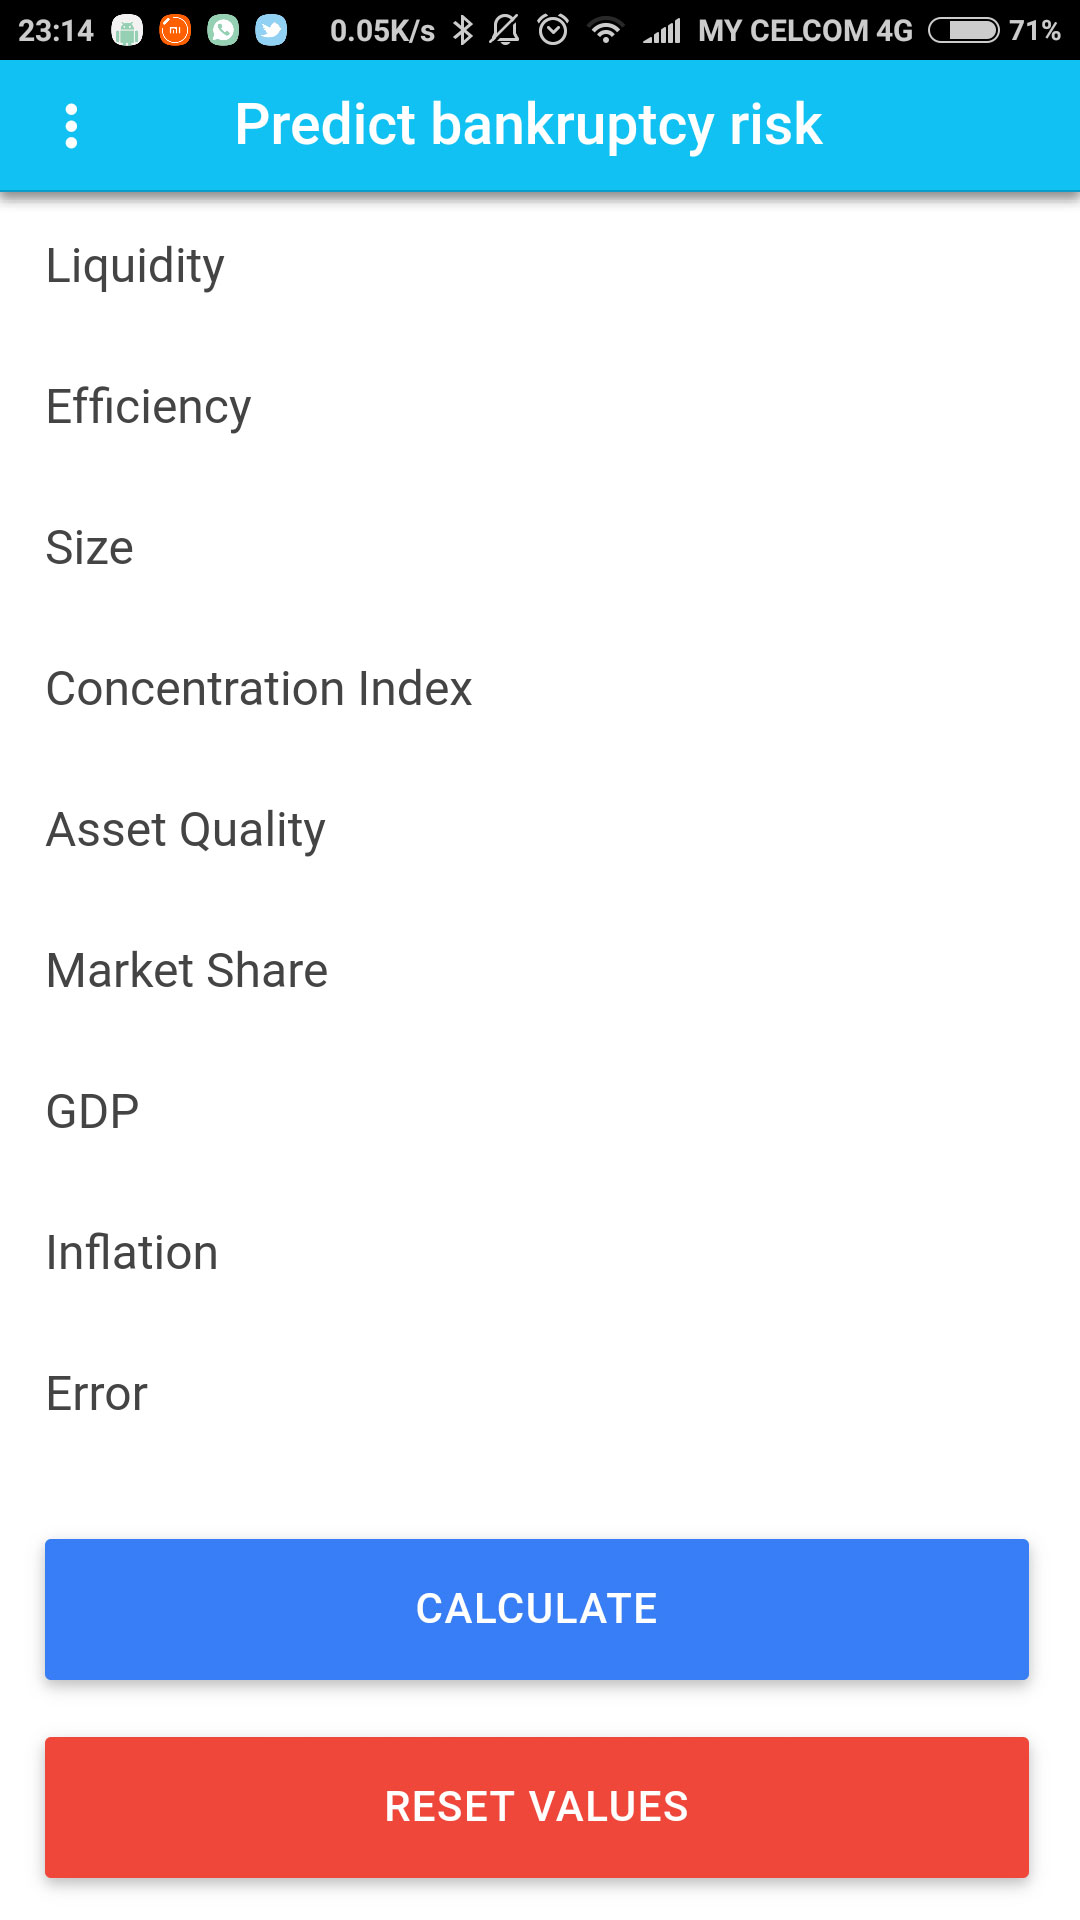 23:14 0.05K/s MY CELCOM 4G 71%
Predict bankruptcy risk
Liquidity
Efficiency
Size
Concentration Index
Asset Quality
Market Share
GDP
Inflation
Error
CALCULATE
RESET VALUES